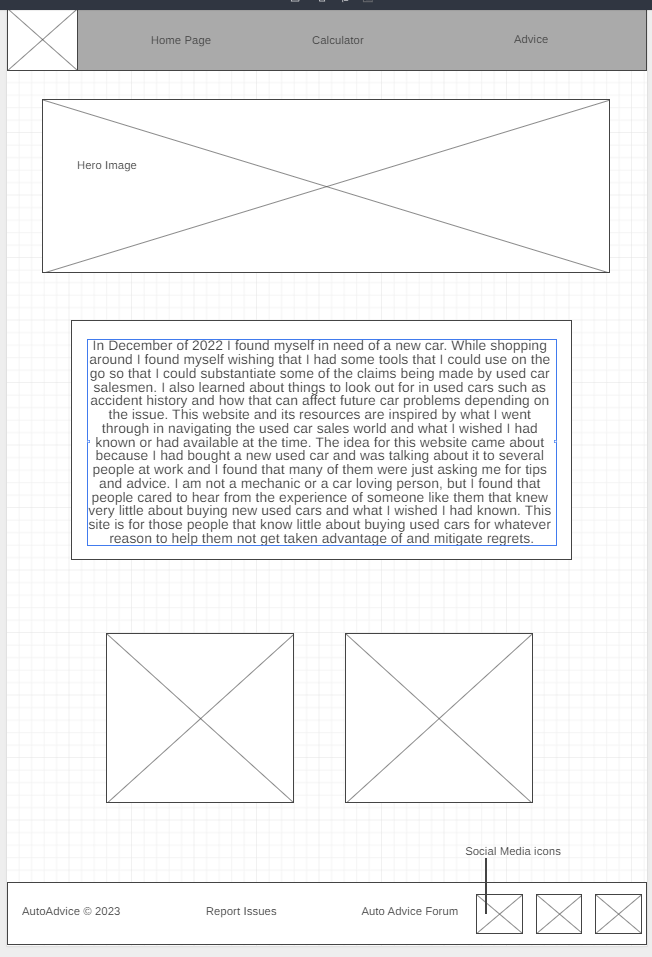 Home Page Calculator Advice
Hero Image
In December of 2022 I found myself in need of a new car. While shopping
around I found myself wishing that I had some tools that I could use on the
go so that I could substantiate some of the claims being made by used car
salesmen. I also learned about things to look out for in used cars such as
accident history and how that can affect future car problems depending on
the issue. This website and its resources are inspired by what I went
through in navigating the used car sales world and what I wished I had
known or had available at the time. The idea for this website came about
because I had bought a new used car and was talking about it to several
people at work and I found that many of them were just asking me for tips
and advice. I am not a mechanic or a car loving person, but I found that
people cared to hear from the experience of someone like them that knew
very little about buying new used cars and what I wished I had known. This
site is for those people that know little about buying used cars for whatever
reason to help them not get taken advantage of and mitigate regrets.
Social Media icons
AutoAdvice © 2023 Report Issues Auto Advice Forum